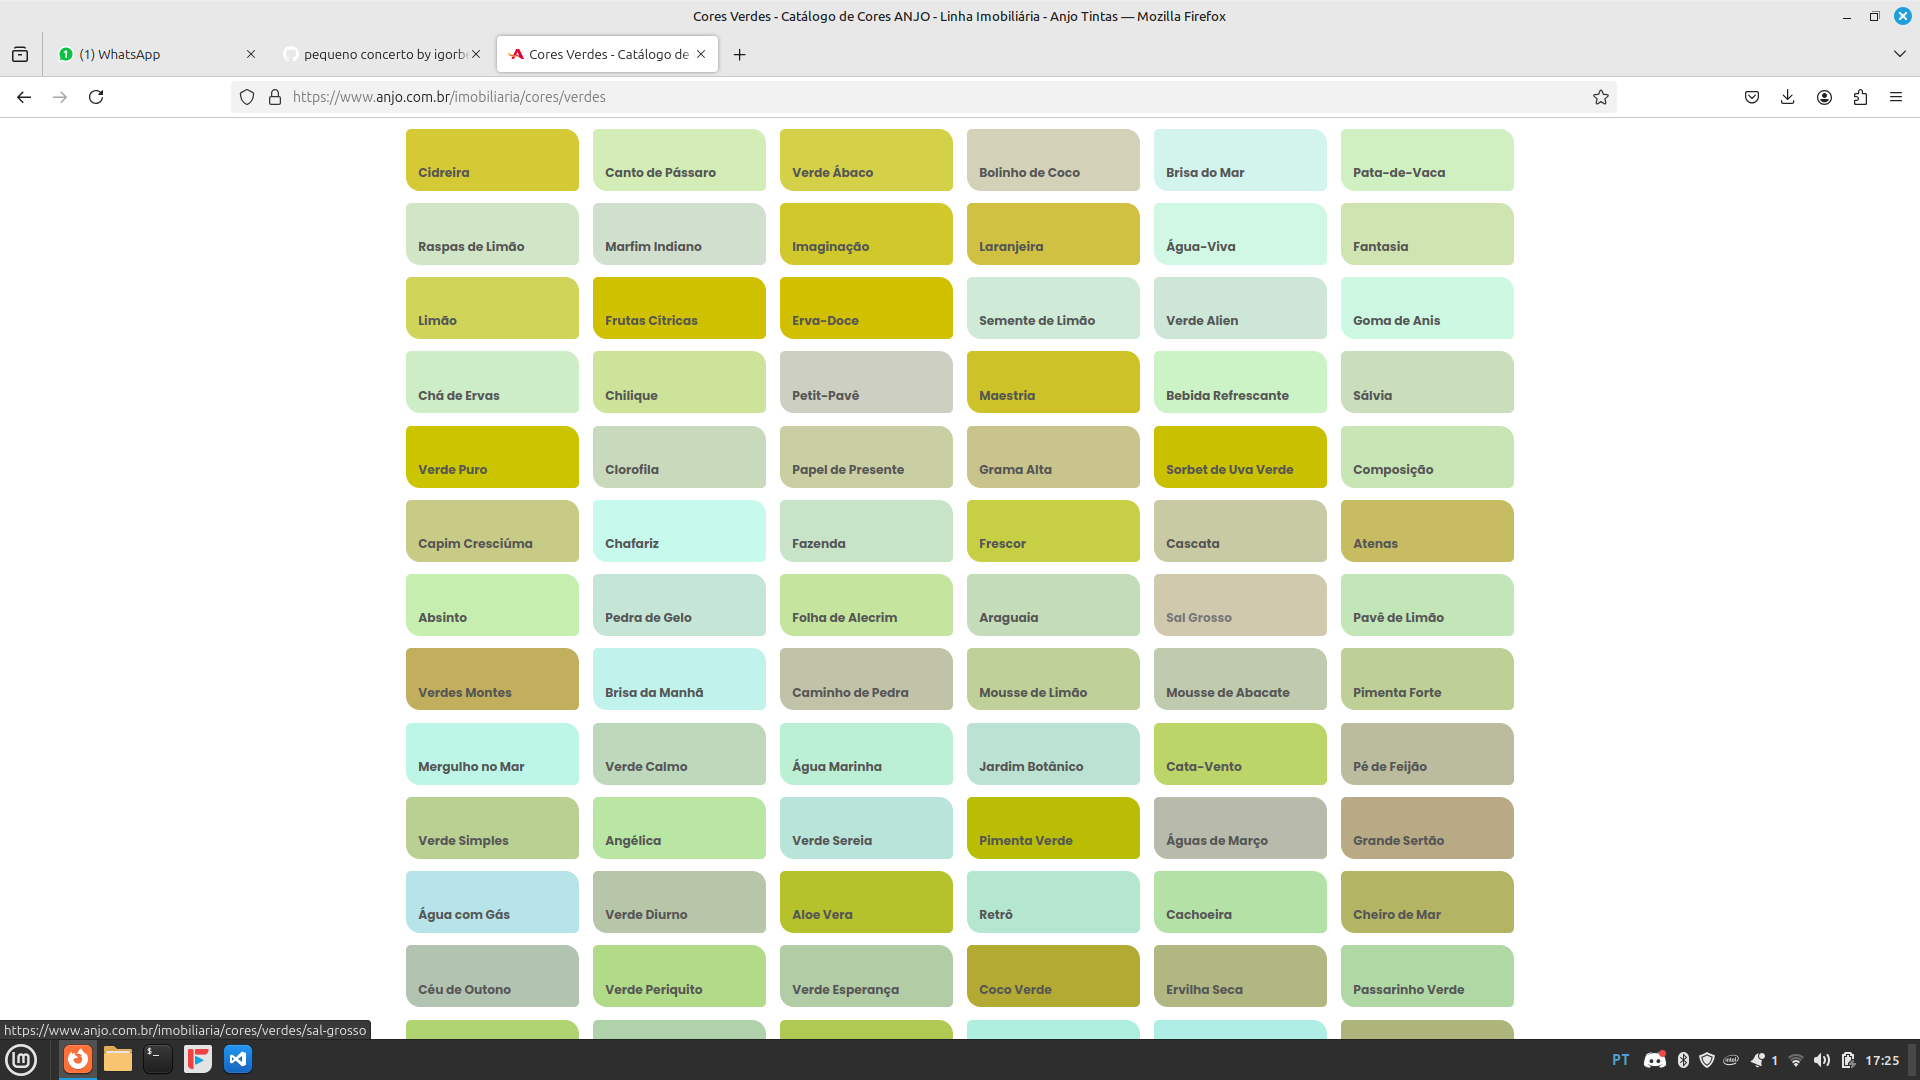 Cores Verdes - Catálogo de Cores ANJO - Linha Imobiliária - Anjo Tintas — Mozilla Firefox
(1) WhatsApp
pequeno concerto by igorb
Cores Verdes - Catálogo de
https://www.anjo.com.br/imobiliaria/cores/verdes
Cidreira Canto de Pássaro Verde Ábaco Bolinho de Coco Brisa do Mar Pata-de-Vaca
Raspas de Limão Marfim Indiano Imaginação Laranjeira Água-Viva Fantasia
Limão Frutas Cítricas Erva-Doce Semente de Limão Verde Alien Goma de Anis
Chá de Ervas Chilique Petit-Pavê Maestria Bebida Refrescante Sálvia
Verde Puro Clorofila Papel de Presente Grama Alta Sorbet de Uva Verde Composição
Capim Cresciúma Chafariz Fazenda Frescor Cascata Atenas
Absinto Pedra de Gelo Folha de Alecrim Araguaia Sal Grosso Pavê de Limão
Verdes Montes Brisa da Manhã Caminho de Pedra Mousse de Limão Mousse de Abacate Pimenta Forte
Mergulho no Mar Verde Calmo Água Marinha Jardim Botânico Cata-Vento Pé de Feijão
Verde Simples Angélica Verde Sereia Pimenta Verde Águas de Março Grande Sertão
Água com Gás Verde Diurno Aloe Vera Retrô Cachoeira Cheiro de Mar
Céu de Outono Verde Periquito Verde Esperança Coco Verde Ervilha Seca Passarinho Verde
https://www.anjo.com.br/imobiliaria/cores/verdes/sal-grosso
PT 1 17:25